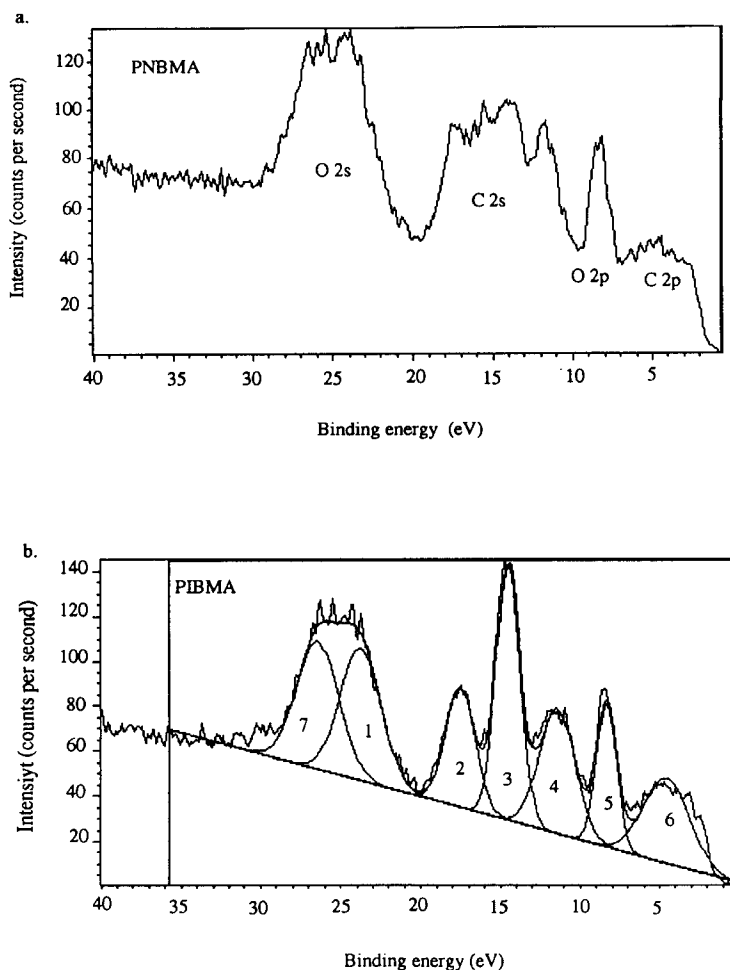 a.
120
100
80
60
40
20
Intensity (counts per second)
PNBMA
O 2s
C 2s
O 2p
C 2p
40 35 30 25 20 15 10 5
Binding energy (eV)
b.
140
120
100
80
60
40
20
Intensiyt (counts per second)
PIBMA
7 1 2 3 4 5 6
40 35 30 25 20 15 10 5
Binding energy (eV)